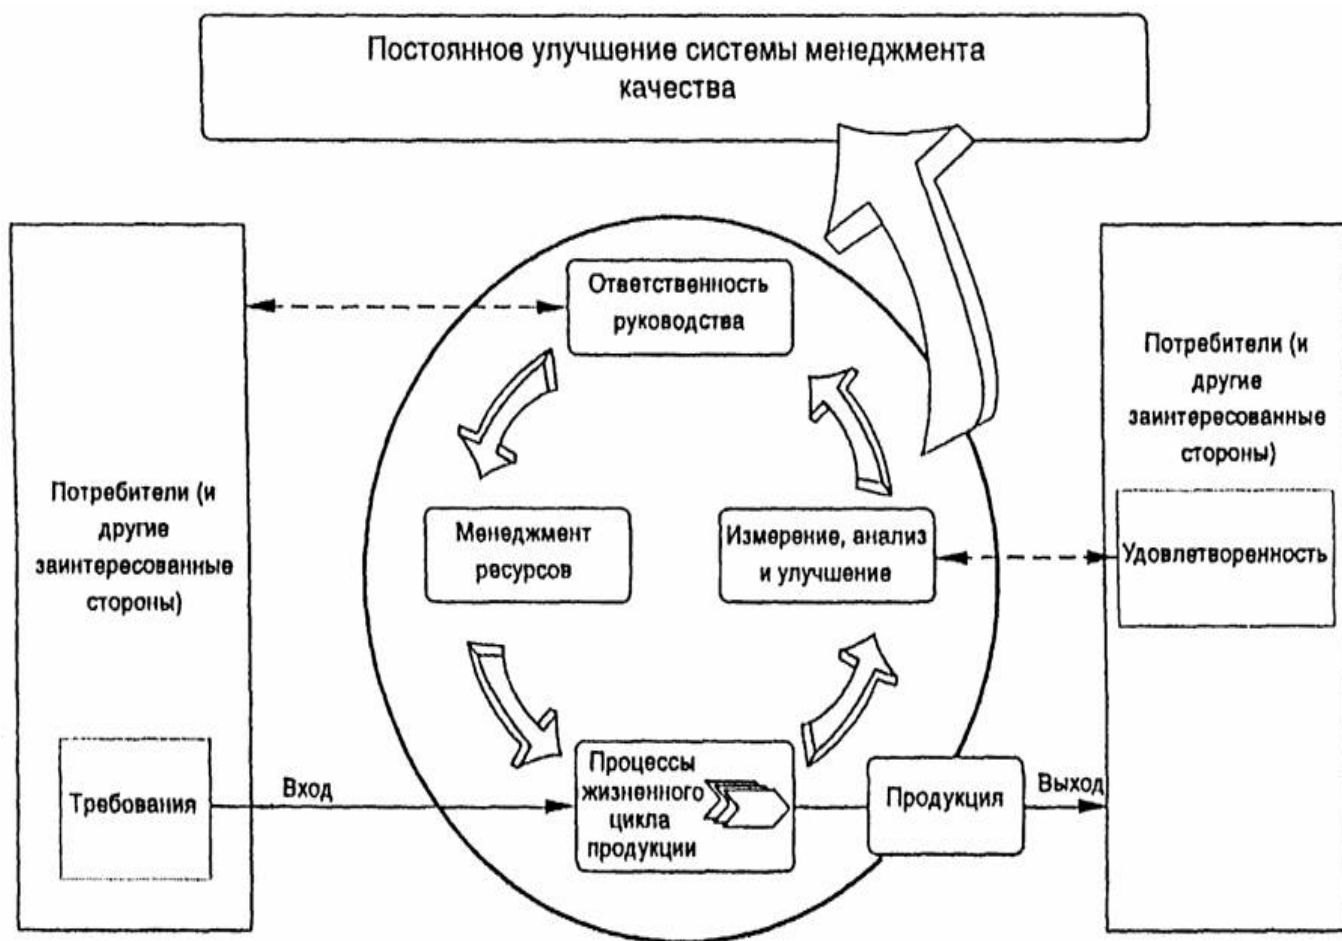 Постоянное улучшение системы менеджмента
качества
Ответственность
руководства
Потребители (и
другие
заинтересованные
стороны)
Менеджмент
ресурсов
Измерение, анализ
и улучшение
Удовлетворенность
Потребители (и
другие
заинтересованные
стороны)
Требования
Вход
Процессы
жизненного
цикла
продукции
Продукция
Выход